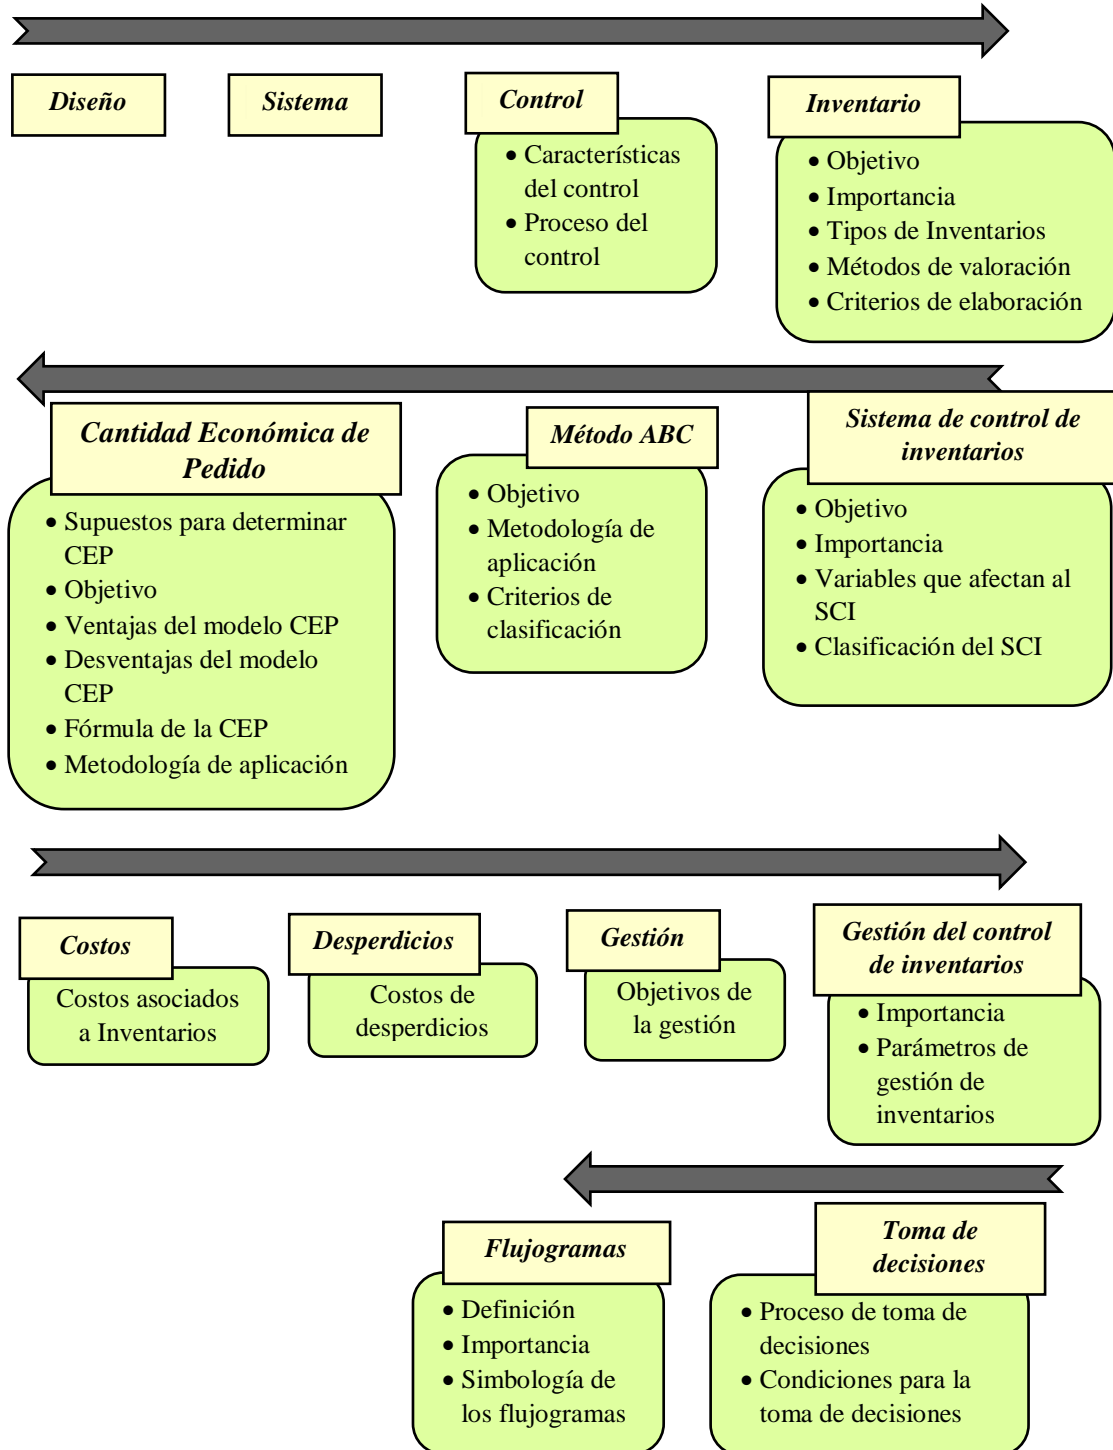 Diseño
Sistema
Control
• Característicias
del control
• Proceso del
control
Inventario
• Objetivo
• Importancia
• Tipos de Inventarios
• Métodos de valoración
• Criterios de elaboración
Sistema de control de
inventarios
• Objetivo
• Importancia
• Variables que afectan al
SCI
• Clasificación del SCI
Método ABC
• Objetivo
• Metodología de
aplicación
• Criterios de
clasificación
Cantidad Económica de
Pedido
• Supuestos para determinar
CEP
• Objetivo
• Ventajas del modelo CEP
• Desventajas del modelo
CEP
• Fórmula de la CEP
• Metodología de aplicación
Costos
Costos asociados
a Inventarios
Desperdicios
Costos de
desperdicios
Gestión
Objetivos de
la gestión
Gestión del control
de inventarios
• Importancia
• Parámetros de
gestión de
inventarios
Toma de
decisiones
• Proceso de toma de
decisiones
• Condiciones para la
toma de decisiones
Flujogramas
• Definición
• Importancia
• Simbología de
los flujogramas